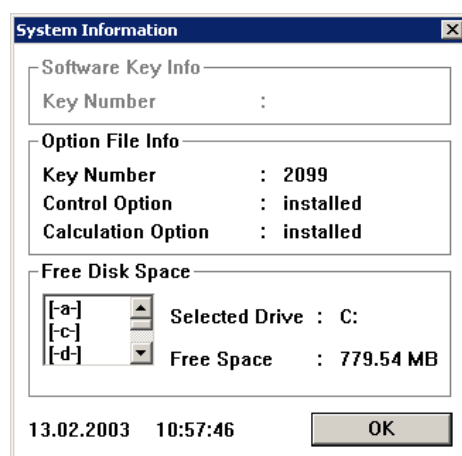 System Information
Software Key Info
Key Number :
Option File Info
Key Number : 2099
Control Option : installed
Calculation Option : installed
Free Disk Space
[-a-]
[-c-]
[-d-]
Selected Drive : C:
Free Space : 779.54 MB
13.02.2003 10:57:46 OK